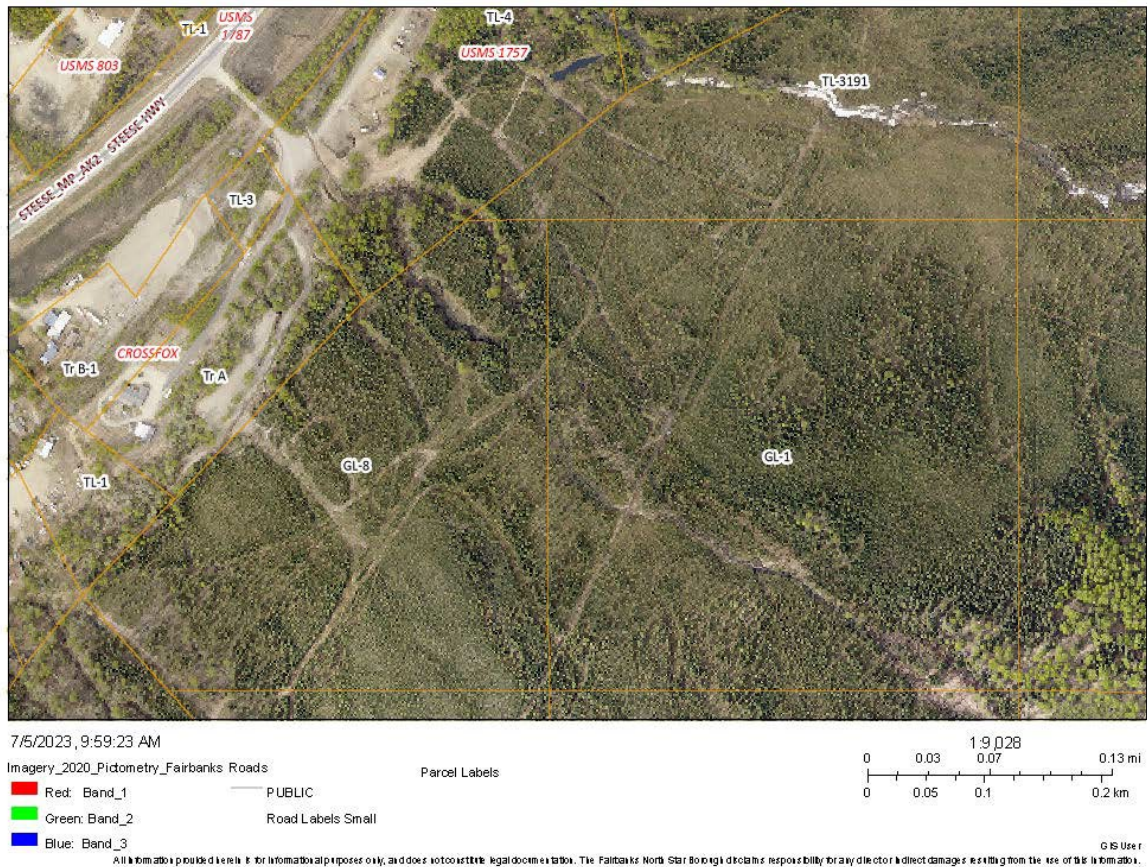 TL-1
USMS
1787
TL-4
USMS 803
USMS 1757
TL-3191
STEESE_MP_AK2 STEESE HWY
TL-3
CROSSFOX
Tr B-1
Tr A
GL-8
GL-1
TL-1
7/5/2023, 9:59:23 AM
1:9,028
Imagery_2020_Pictometry_Fairbanks Roads
Parcel Labels
0 0.03 0.07 0.13 mi
Red: Band_1
PUBLIC
0 0.05 0.1 0.2 km
Green: Band_2
Road Labels Small
Blue: Band_3
GIS User
All information provided herein is for informational purposes only, and does not constitute legal documentation. The Fairbanks North Star Borough disclaims responsibility for any direct or indirect damages resulting from the use of this information.